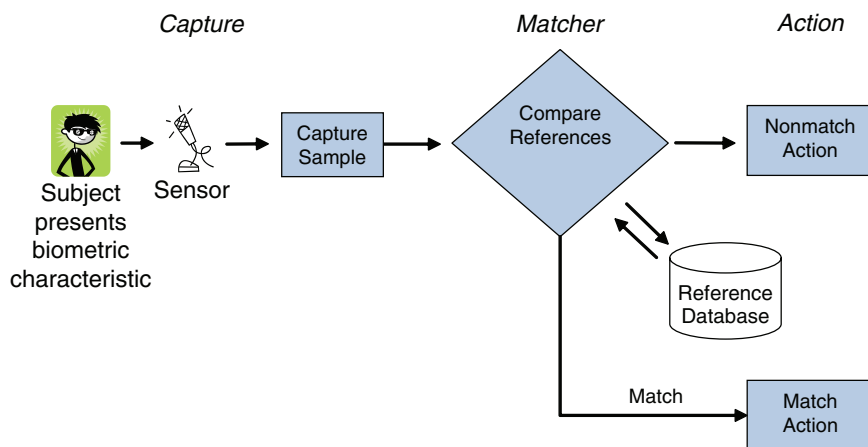 Capture
Matcher
Action
Subject
presents
biometric
characteristic
Sensor
Capture
Sample
Compare
References
Nonmatch
Action
Reference
Database
Match
Match
Action